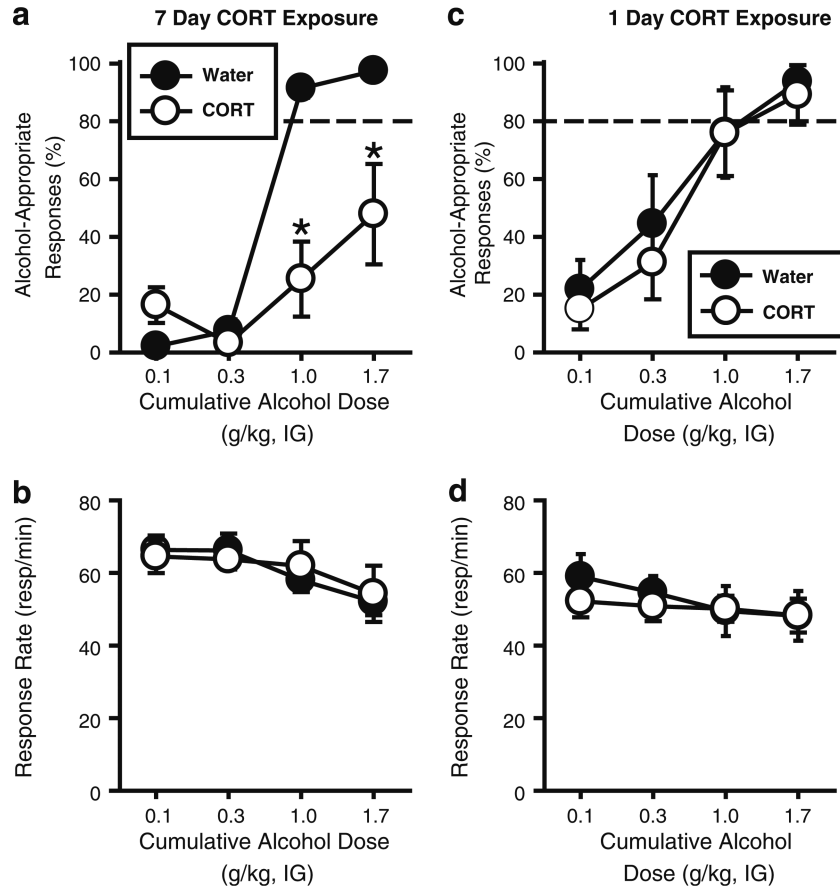 a
7 Day CORT Exposure
Alcohol-Appropriate
Responses (%)
100
80
60
40
20
0
Water
CORT
*
*
0.1 0.3 1.0 1.7
Cumulative Alcohol Dose
(g/kg, IG)
c
1 Day CORT Exposure
Alcohol-Appropriate
Responses (%)
100
80
60
40
20
0
Water
CORT
0.1 0.3 1.0 1.7
Cumulative Alcohol
Dose (g/kg, IG)
b
Response Rate (resp/min)
80
60
40
20
0
0.1 0.3 1.0 1.7
Cumulative Alcohol Dose
(g/kg, IG)
d
Response Rate (resp/min)
80
60
40
20
0
0.1 0.3 1.0 1.7
Cumulative Alcohol
Dose (g/kg, IG)